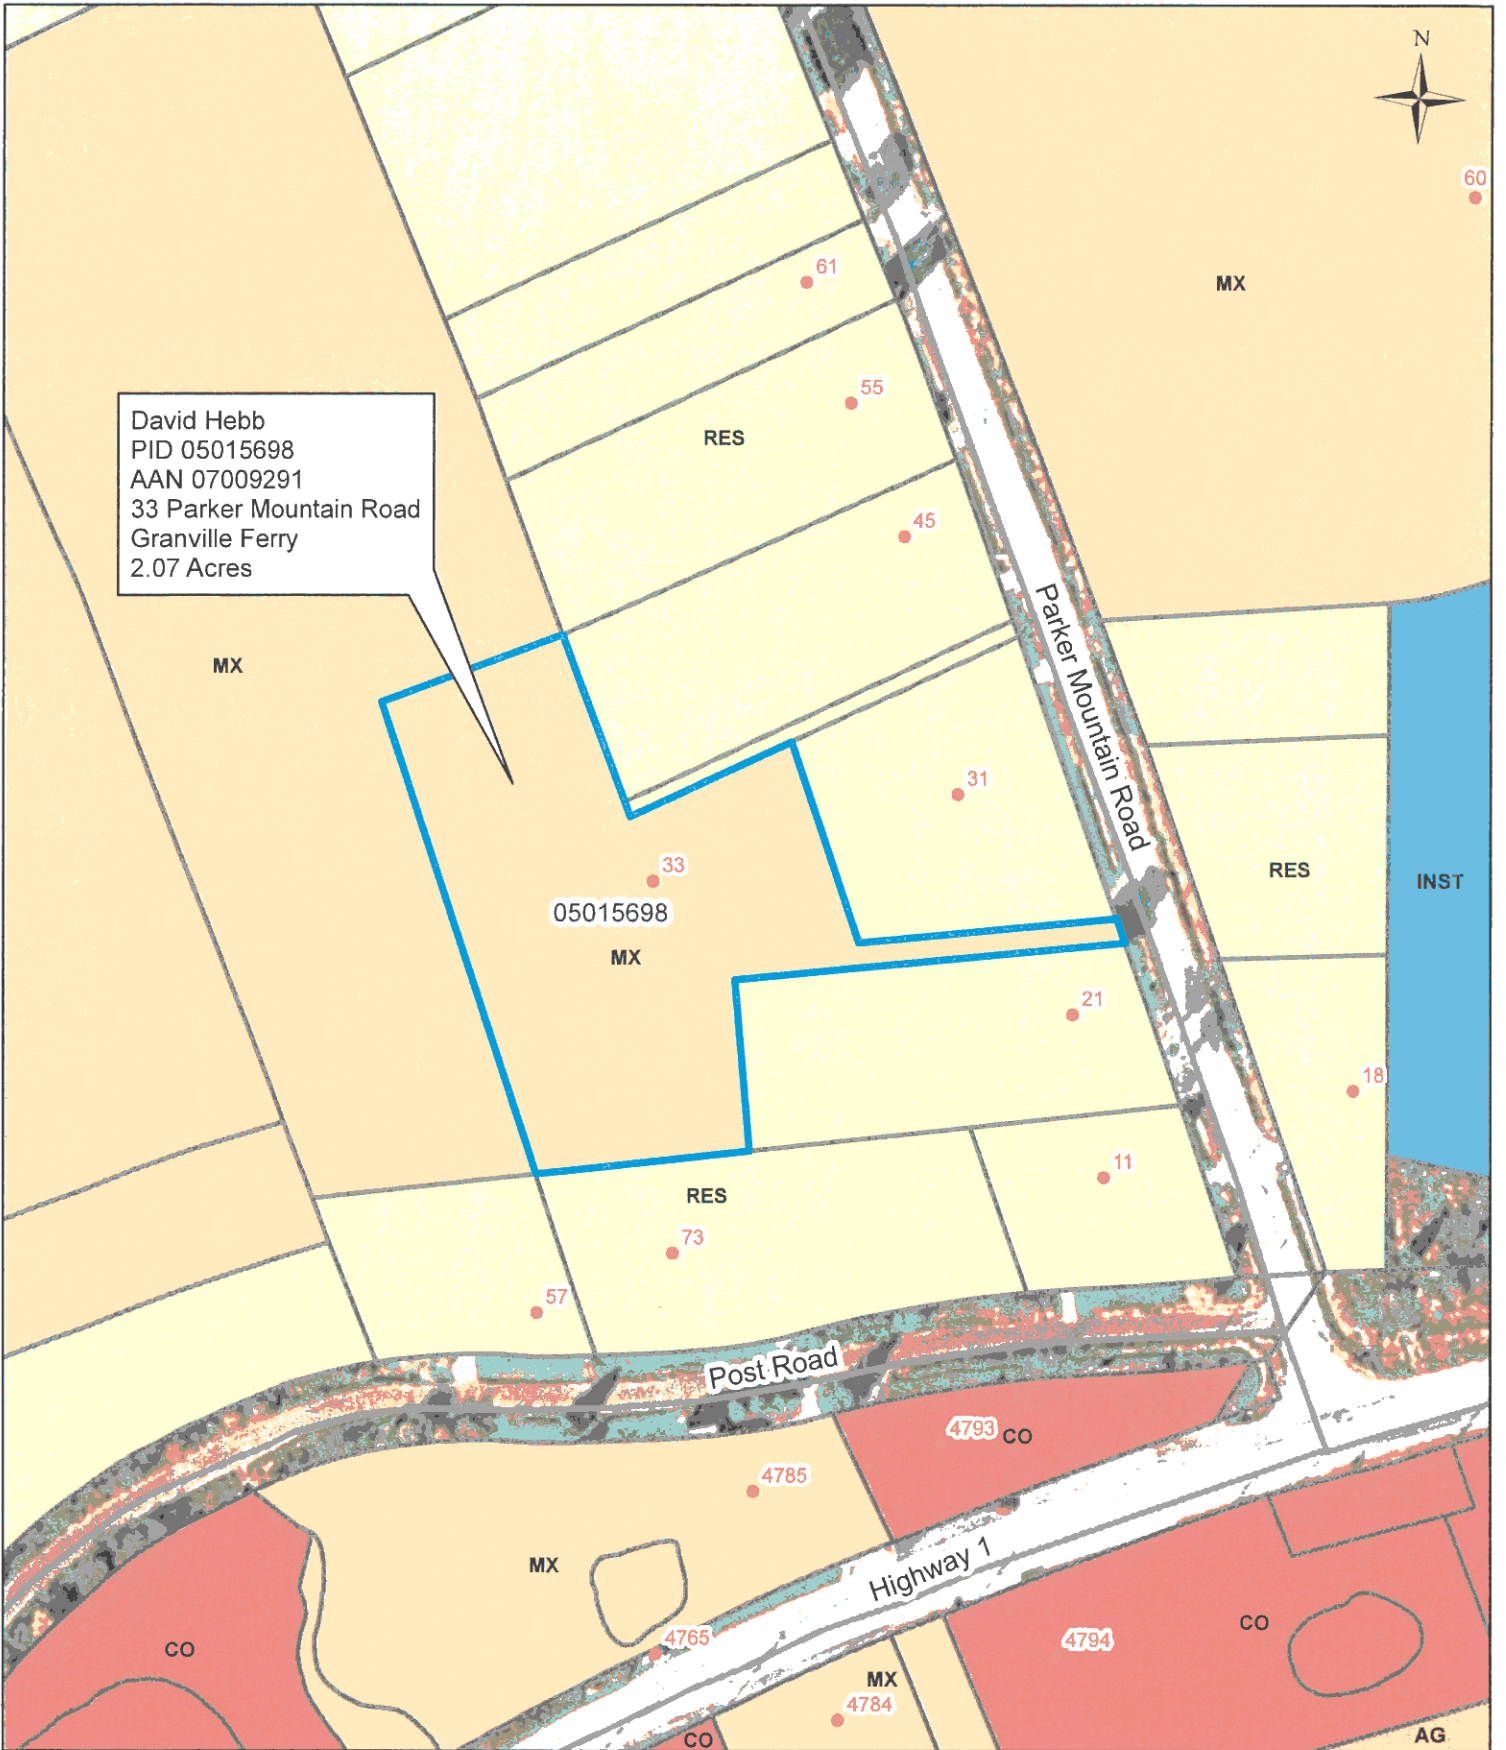 N
60
MX
61
55
RES
David Hebb
PID 05015698
AAN 07009291
33 Parker Mountain Road
Granville Ferry
2.07 Acres
45
Parker Mountain Road
MX
31
33
05015698
MX
RES
INST
21
18
11
RES
73
57
Post Road
4793 CO
4785
MX
Highway 1
4765
CO
4794
CO
MX
4784
CO
AG